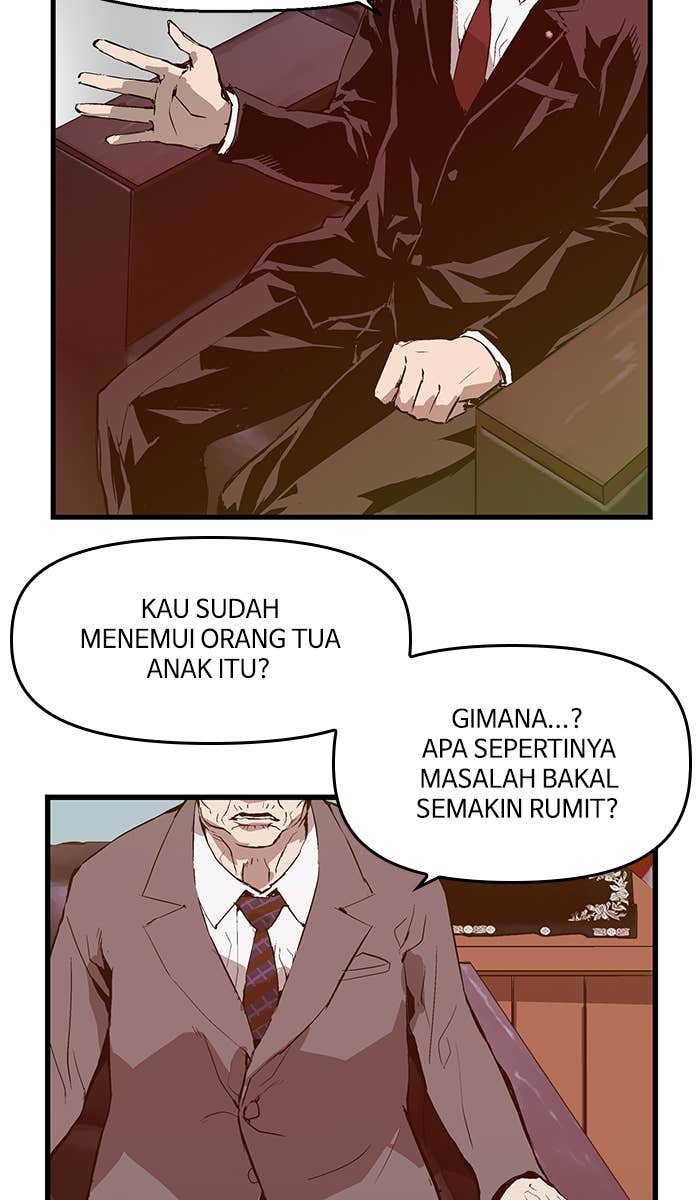 KAU SUDAH
MENEMUI ORANG TUA
ANAK ITU?
GIMANA...?
APA SEPERTINYA
MASALAH BAKAL
SEMAKIN RUMIT?